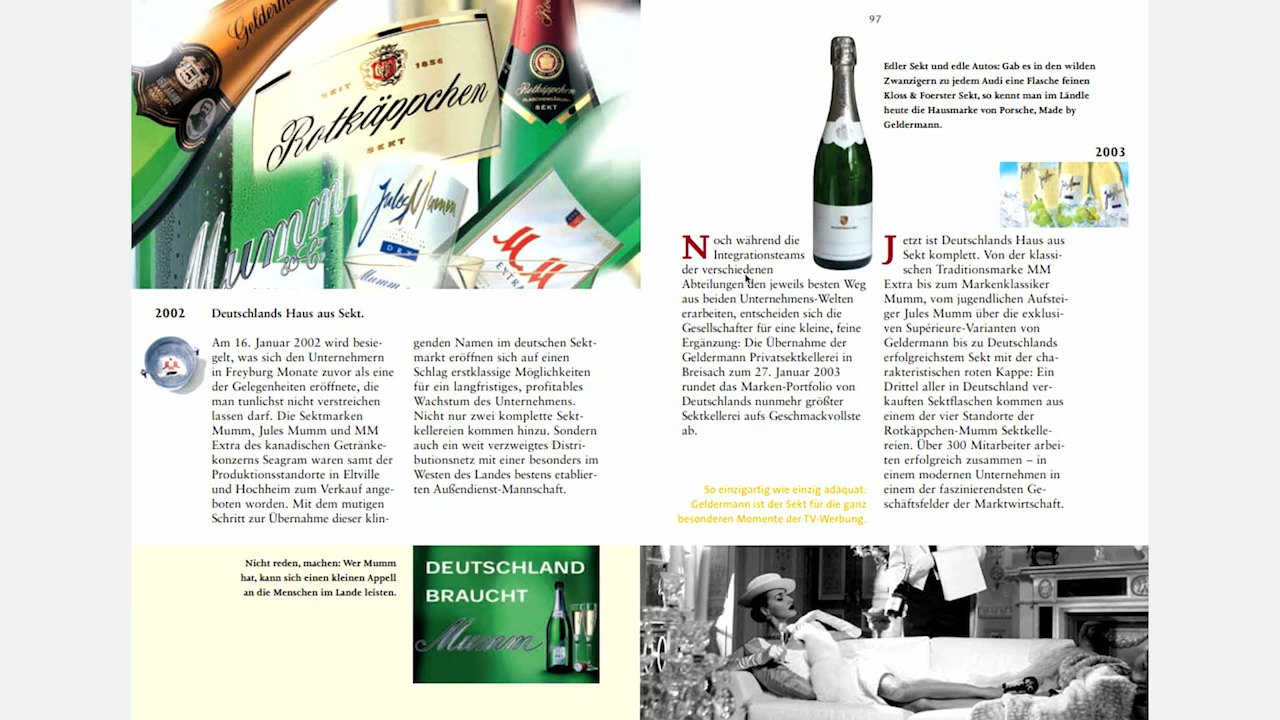 Gelderm
SEIT 1856
Rotkäppchen
SEKT
Rotkäppchen
FLASCHENGÄRUNG
SEKT
Mumm
& Co
Jules Mumm
DRY
Mumm
MM
EXTRA
2002
Deutschlands Haus aus Sekt.
Am 16. Januar 2002 wird besie-
gelt, was sich den Unternehmern
in Freyburg Monate zuvor als eine
der Gelegenheiten eröffnete, die
man tunlichst nicht verstreichen
lassen darf. Die Sektmarken
Mumm, Jules Mumm und MM
Extra des kanadischen Getränke-
konzerns Seagram waren samt der
Produktionsstandorte in Eltville
und Hochheim zum Verkauf ange-
boten worden. Mit dem mutigen
Schritt zur Übernahme dieser klin-
genden Namen im deutschen Sekt-
markt eröffnen sich auf einen
Schlag erstklassige Möglichkeiten
für ein langfristiges, profitables
Wachstum des Unternehmens.
Nicht nur zwei komplette Sekt-
kellereien kommen hinzu. Sondern
auch ein weit verzweigtes Distri-
butionsnetz mit einer besonders im
Westen des Landes bestens etablier-
ten Außendienst-Mannschaft.
Nicht reden, machen: Wer Mumm
hat, kann sich einen kleinen Appell
an die Menschen im Lande leisten.
DEUTSCHLAND
BRAUCHT
Mumm
97
Edler Sekt und edle Autos: Gab es in den wilden
Zwanzigern zu jedem Audi eine Flasche feinen
Kloss & Foerster Sekt, so kennt man im Ländle
heute die Hausmarke von Porsche, Made by
Geldermann.
2003
Noch während die
Integrationsteams
der verschiedenen
Abteilungen den jeweils besten Weg
aus beiden Unternehmens-Welten
erarbeiten, entscheiden sich die
Gesellschafter für eine kleine, feine
Ergänzung: Die Übernahme der
Geldermann Privatsektkellerei in
Breisach zum 27. Januar 2003
rundet das Marken-Portfolio von
Deutschlands nunmehr größter
Sektkellerei aufs Geschmackvollste
ab.
So einzigartig wie einzig adäquat:
Geldermann ist der Sekt für die ganz
besonderen Momente der TV-Werbung.
Jetzt ist Deutschlands Haus aus
Sekt komplett. Von der klassi-
schen Traditionsmarke MM
Extra bis zum Markenklassiker
Mumm, vom jugendlichen Aufstei-
ger Jules Mumm über die exklusi-
ven Supérieure-Varianten von
Geldermann bis zu Deutschlands
erfolgreichstem Sekt mit der cha-
rakteristischen roten Kappe: Ein
Drittel aller in Deutschland ver-
kauften Sektflaschen kommen aus
einem der vier Standorte der
Rotkäppchen-Mumm Sektkelle-
reien. Über 300 Mitarbeiter arbei-
ten erfolgreich zusammen – in
einem modernen Unternehmen in
einem der faszinierendsten Ge-
schäftsfelder der Marktwirtschaft.